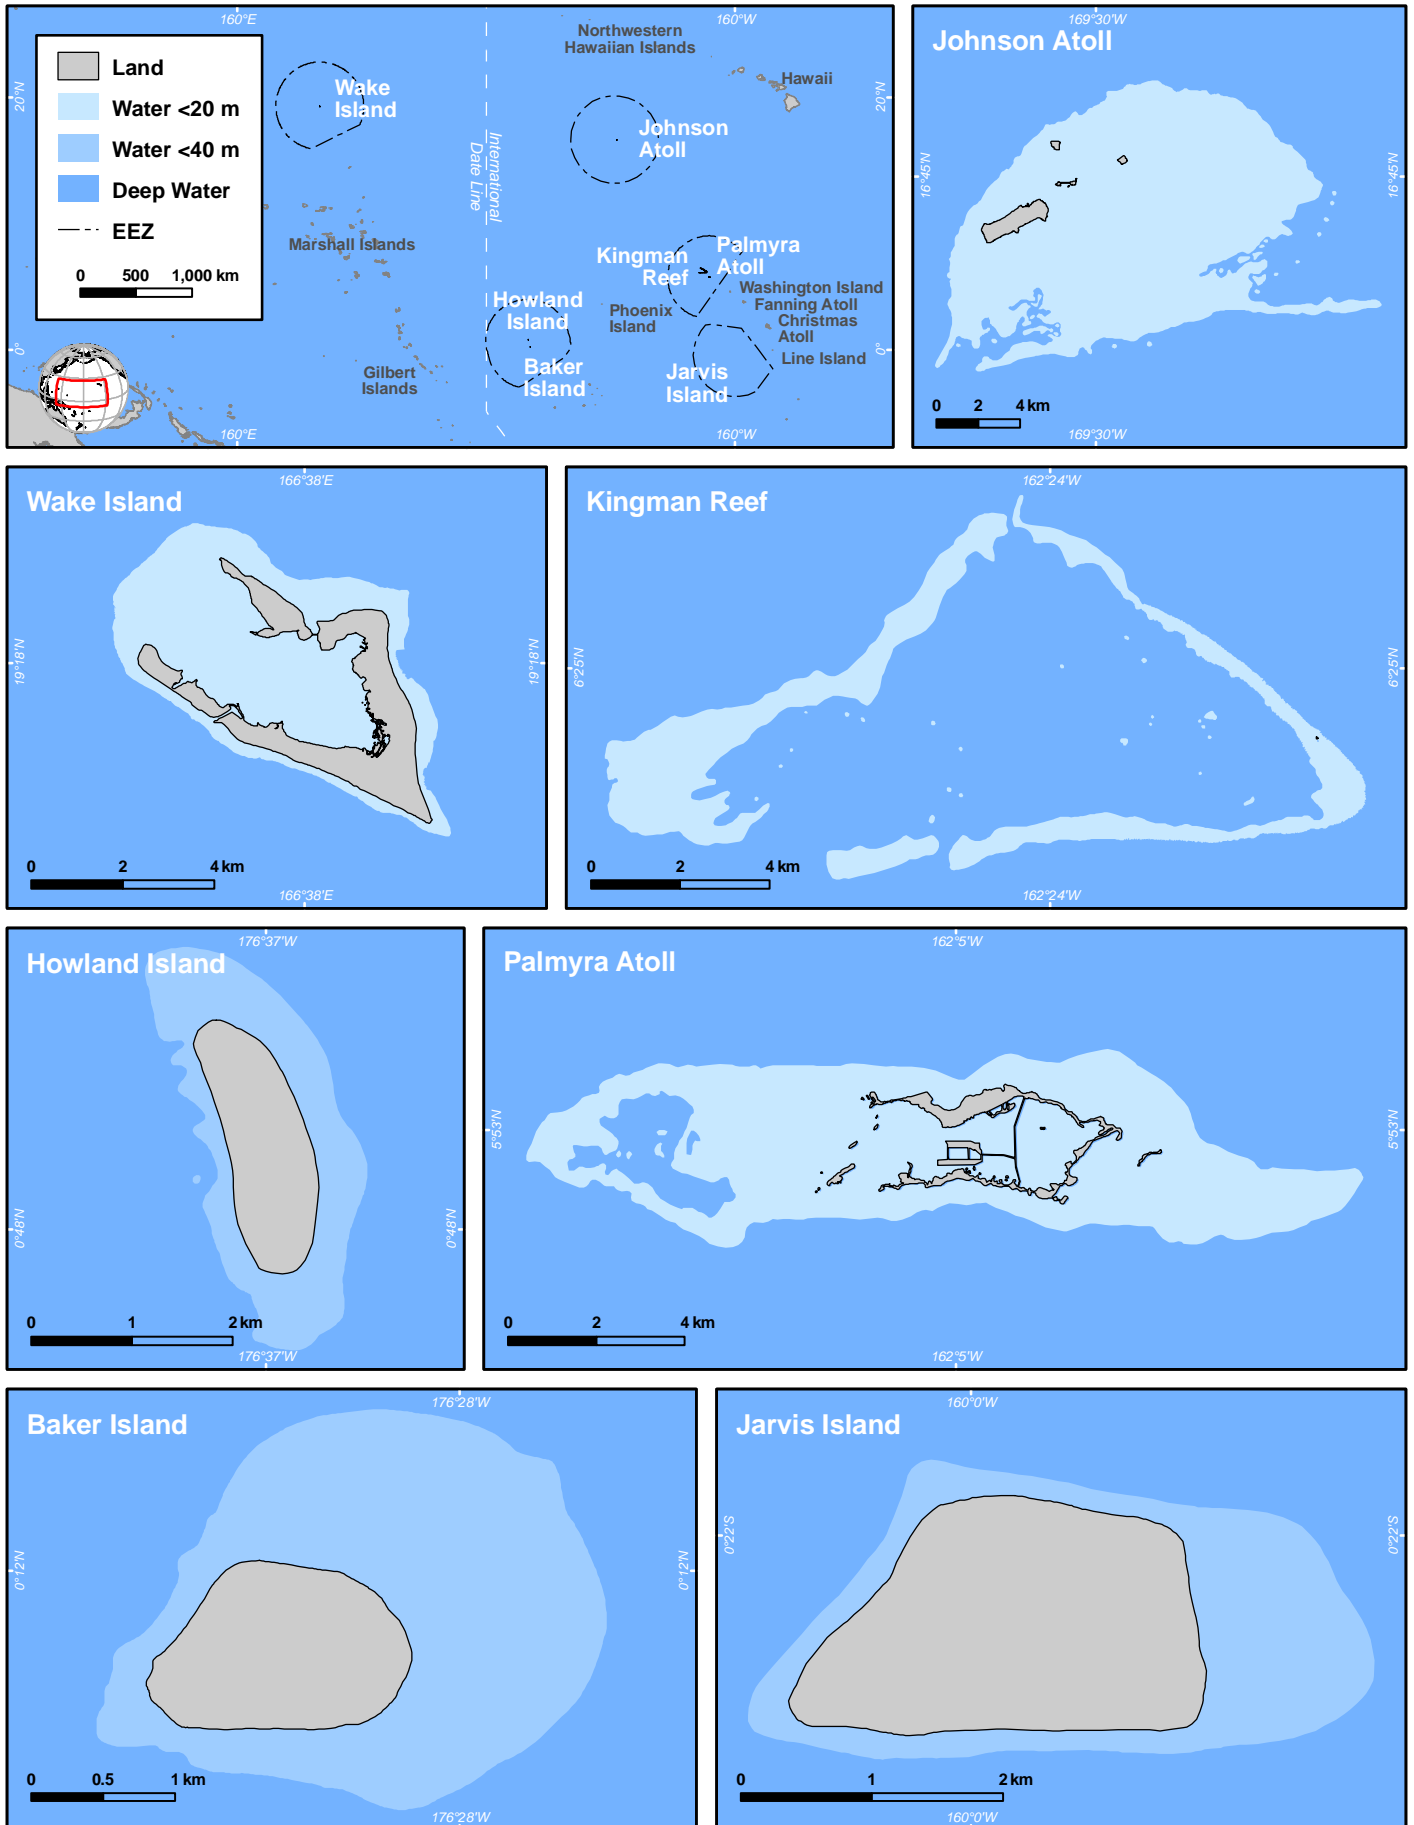 160°E
160°W
Land
Water <20 m
Water <40 m
Deep Water
EEZ
0 500 1,000 km
20°N
20°N
0°
0°
Northwestern
Hawaiian Islands
Hawaii
Wake
Island
Johnson
Atoll
International
Date Line
Marshall Islands
Kingman
Reef
Palmyra
Atoll
Washington Island
Fanning Atoll
Christmas
Atoll
Line Island
Phoenix
Island
Howland
Island
Baker
Island
Jarvis
Island
Gilbert
Islands
160°E
160°W
169°30'W
Johnson Atoll
16°45'N
16°45'N
0 2 4 km
169°30'W
166°38'E
Wake Island
19°18'N
19°18'N
0 2 4 km
166°38'E
162°24'W
Kingman Reef
6°25'N
6°25'N
0 2 4 km
162°24'W
176°37'W
Howland Island
0°48'N
0°48'N
0 1 2 km
176°37'W
162°5'W
Palmyra Atoll
5°53'N
5°53'N
0 2 4 km
162°5'W
176°28'W
Baker Island
0°12'N
0°12'N
0 0.5 1 km
176°28'W
160°0'W
Jarvis Island
0°22'S
0°22'S
0 1 2 km
160°0'W